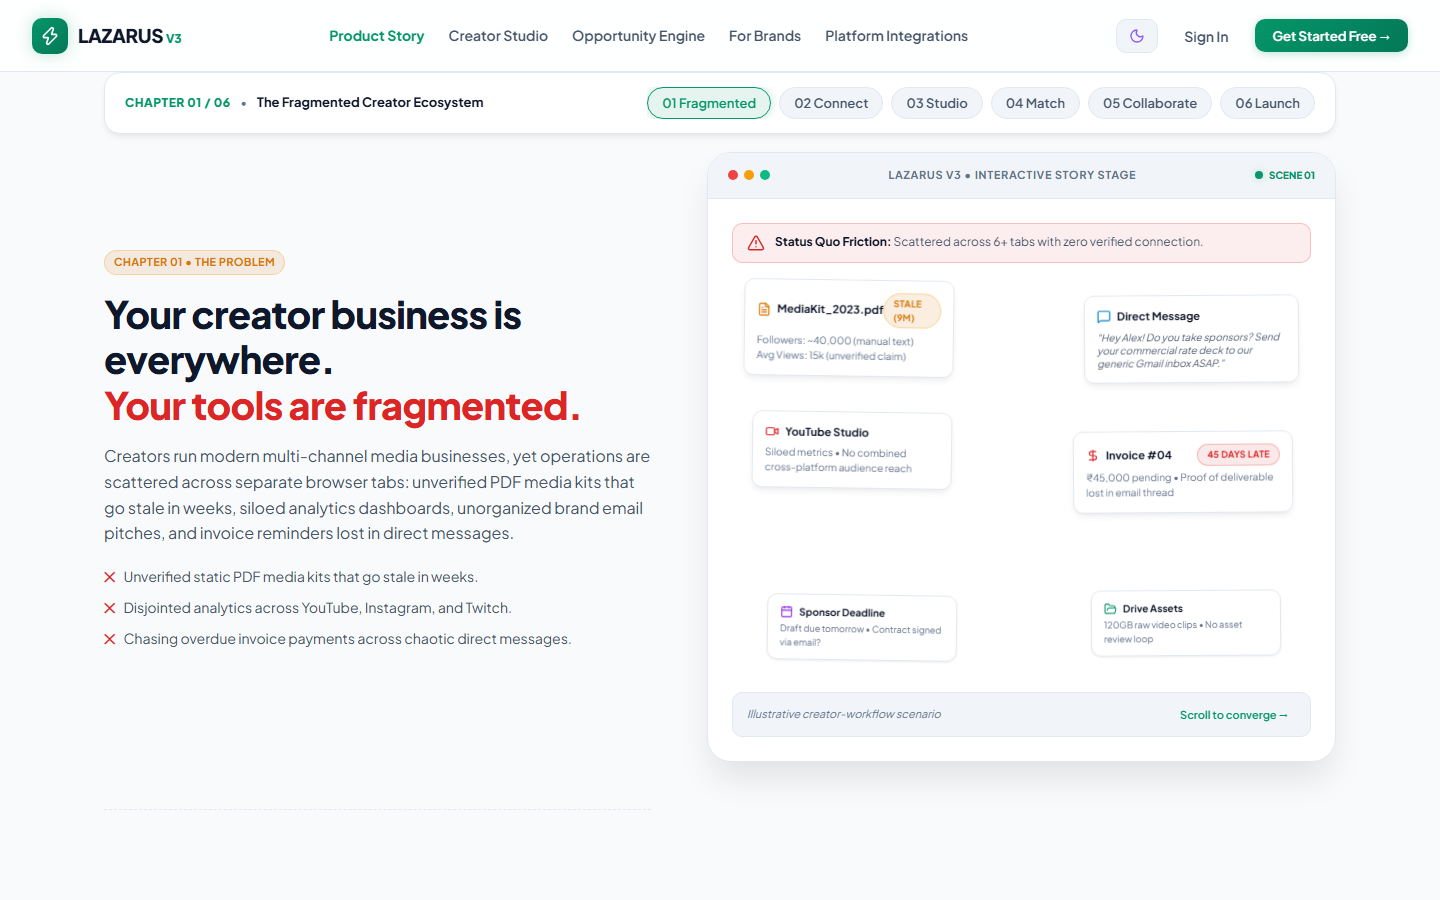 LAZARUS V3
Product Story
Creator Studio
Opportunity Engine
For Brands
Platform Integrations
Sign In
Get Started Free →
CHAPTER 01 / 06 • The Fragmented Creator Ecosystem
01 Fragmented
02 Connect
03 Studio
04 Match
05 Collaborate
06 Launch
CHAPTER 01 • THE PROBLEM
Your creator business is
everywhere.
Your tools are fragmented.
Creators run modern multi-channel media businesses, yet operations are
scattered across separate browser tabs: unverified PDF media kits that
go stale in weeks, siloed analytics dashboards, unorganized brand email
pitches, and invoice reminders lost in direct messages.
Unverified static PDF media kits that go stale in weeks.
Disjointed analytics across YouTube, Instagram, and Twitch.
Chasing overdue invoice payments across chaotic direct messages.
LAZARUS V3 • INTERACTIVE STORY STAGE
SCENE 01
Status Quo Friction: Scattered across 6+ tabs with zero verified connection.
MediaKit_2023.pdf
STALE
(9M)
Followers: ~40,000 (manual text)
Avg Views: 15k (unverified claim)
Direct Message
"Hey Alex! Do you take sponsors? Send
your commercial rate deck to our
generic Gmail inbox ASAP."
YouTube Studio
Siloed metrics • No combined
cross-platform audience reach
Invoice #04
45 DAYS LATE
₹45,000 pending • Proof of deliverable
lost in email thread
Sponsor Deadline
Draft due tomorrow • Contract signed
via email?
Drive Assets
120GB raw video clips • No asset
review loop
Illustrative creator-workflow scenario
Scroll to converge →